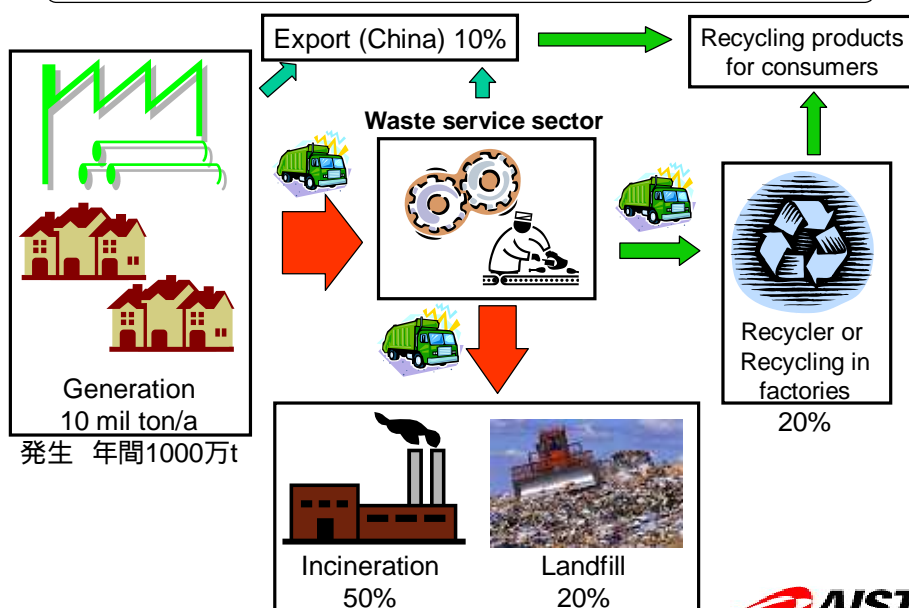 Export (China) 10%
Recycling products
for consumers
Waste service sector
Generation
10 mil ton/a
発生 年間1000万t
Recycler or
Recycling in
factories
20%
Incineration
50%
Landfill
20%
AIST